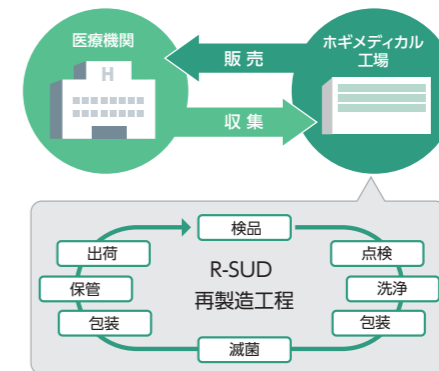 医療機関
H
販売
ホギメディカル
工場
収集
検品
出荷
点検
R-SUD
再製造工程
保管
洗浄
包装
包装
滅菌